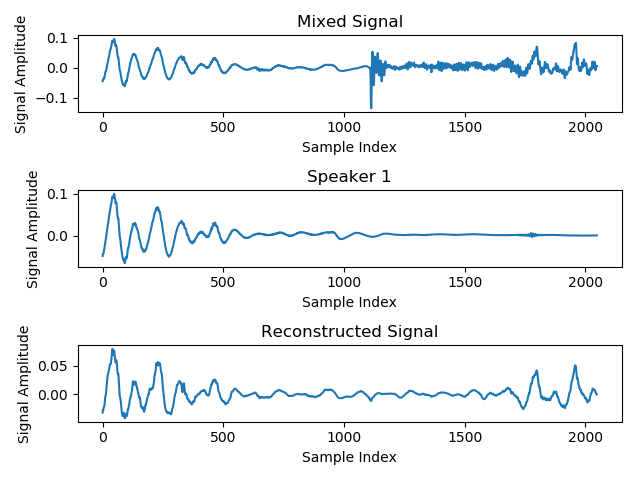 Mixed Signal
Signal Amplitude
0.1
0.0
−0.1
0
500
1000
1500
2000
Sample Index
Speaker 1
Signal Amplitude
0.1
0.0
0
500
1000
1500
2000
Sample Index
Reconstructed Signal
Signal Amplitude
0.05
0.00
0
500
1000
1500
2000
Sample Index